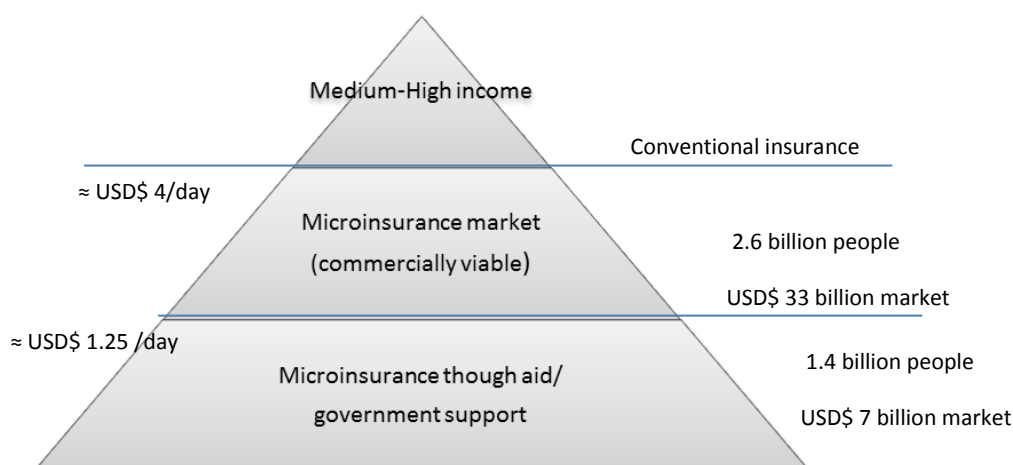 Medium-High income
Conventional insurance
≈ USD$ 4/day
Microinsurance market
(commercially viable)
2.6 billion people
USD$ 33 billion market
≈ USD$ 1.25 /day
Microinsurance though aid/
government support
1.4 billion people
USD$ 7 billion market